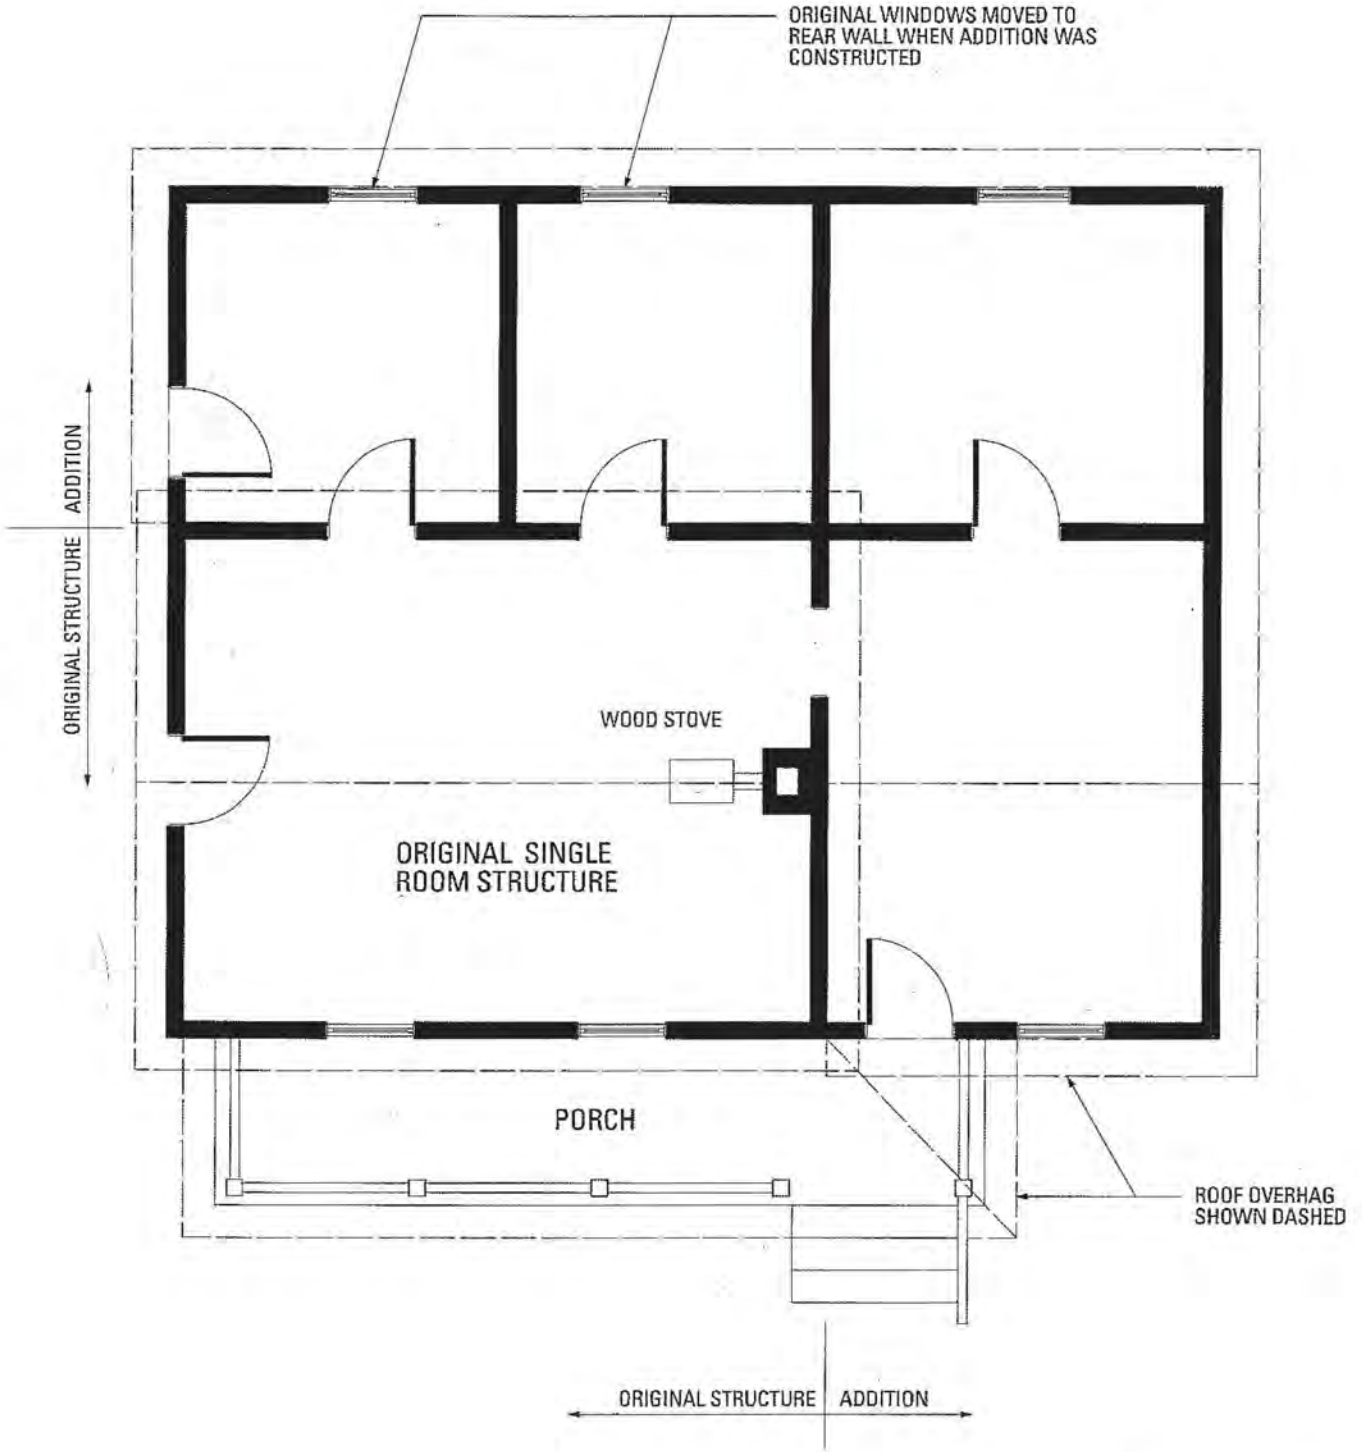 ORIGINAL WINDOWS MOVED TO
REAR WALL WHEN ADDITION WAS
CONSTRUCTED
ORIGINAL STRUCTURE ADDITION
WOOD STOVE
ORIGINAL SINGLE
ROOM STRUCTURE
PORCH
ROOF OVERHAG
SHOWN DASHED
ORIGINAL STRUCTURE ADDITION